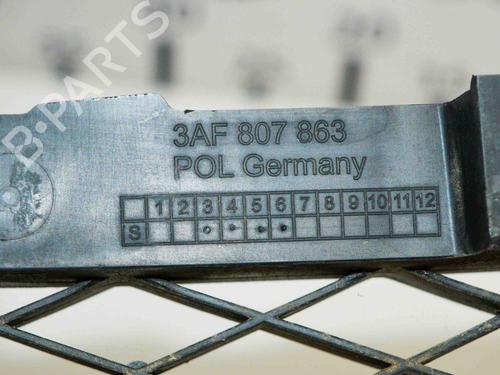 B-PARTS
3AF 807 863
POL Germany
1 2 3 4 5 6 7 8 9 10 11 12
S